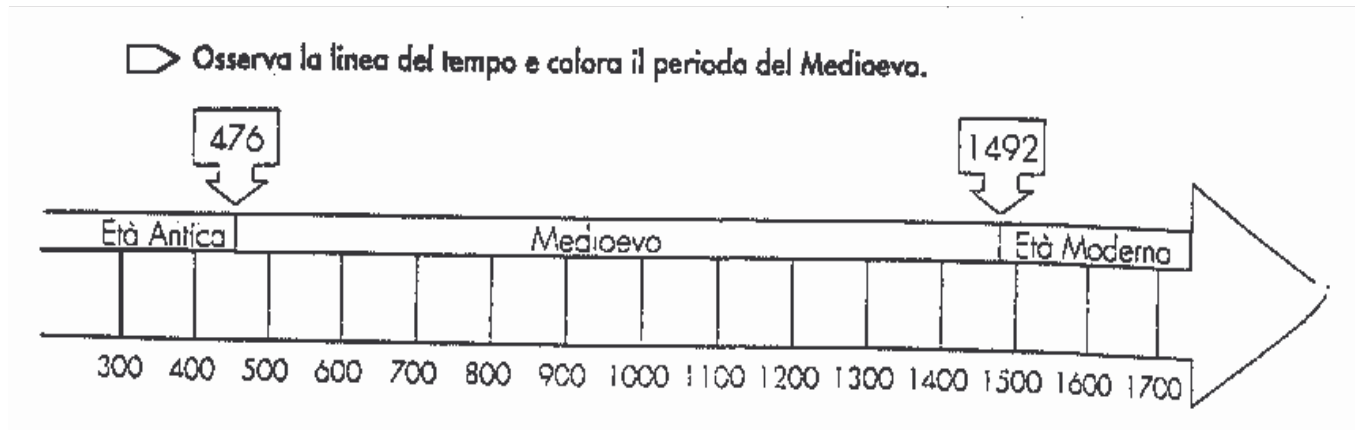 Osserva la linea del tempo e colora il periodo del Medioevo.
476
1492
Età Antica
Medioevo
Età Moderna
300 400 500 600 700 800 900 1000 1100 1200 1300 1400 1500 1600 1700